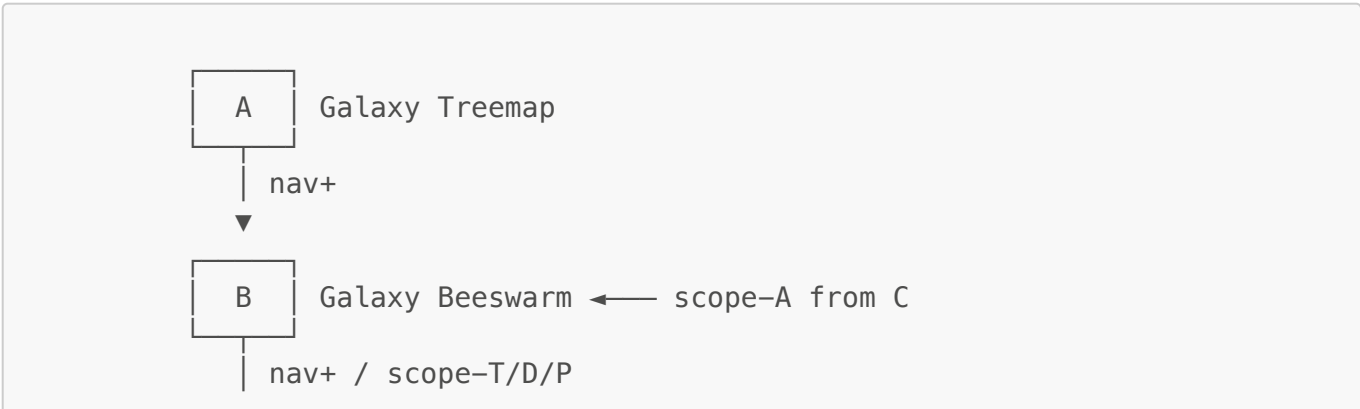 A Galaxy Treemap
nav+
▼
B Galaxy Beeswarm ◄── scope-A from C
nav+ / scope-T/D/P